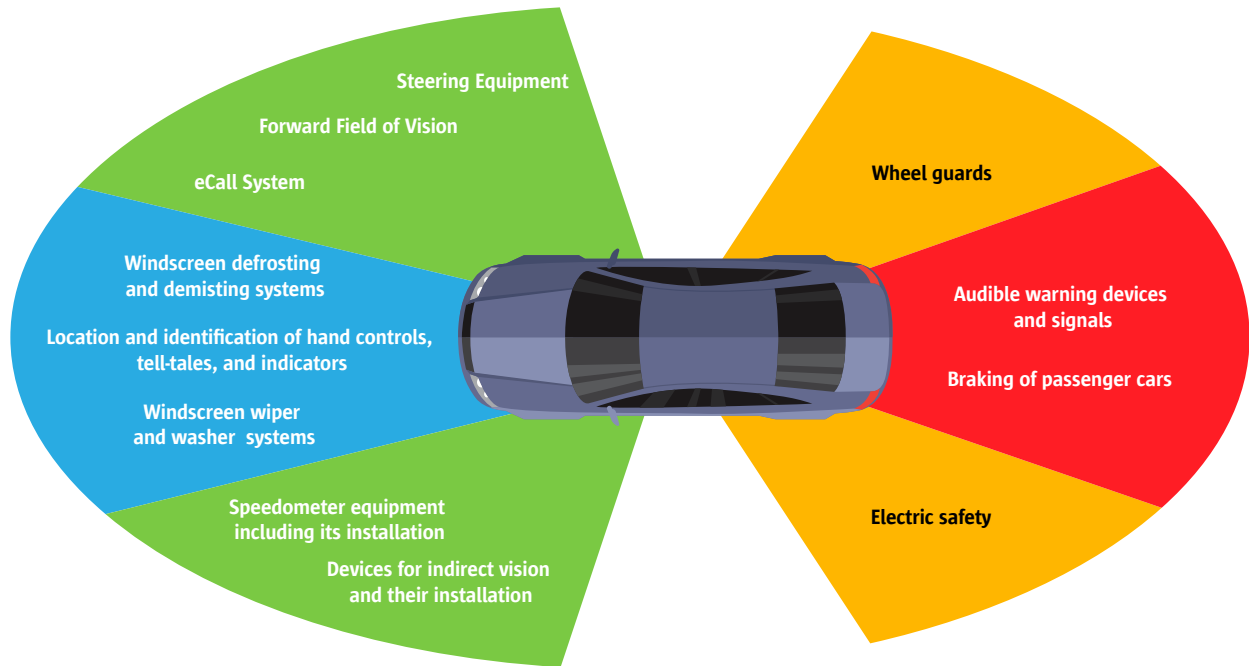 Steering Equipment
Forward Field of Vision
eCall System
Windscreen defrosting
and demisting systems
Location and identification of hand controls,
tell-tales, and indicators
Windscreen wiper
and washer systems
Speedometer equipment
including its installation
Devices for indirect vision
and their installation
Wheel guards
Audible warning devices
and signals
Braking of passenger cars
Electric safety